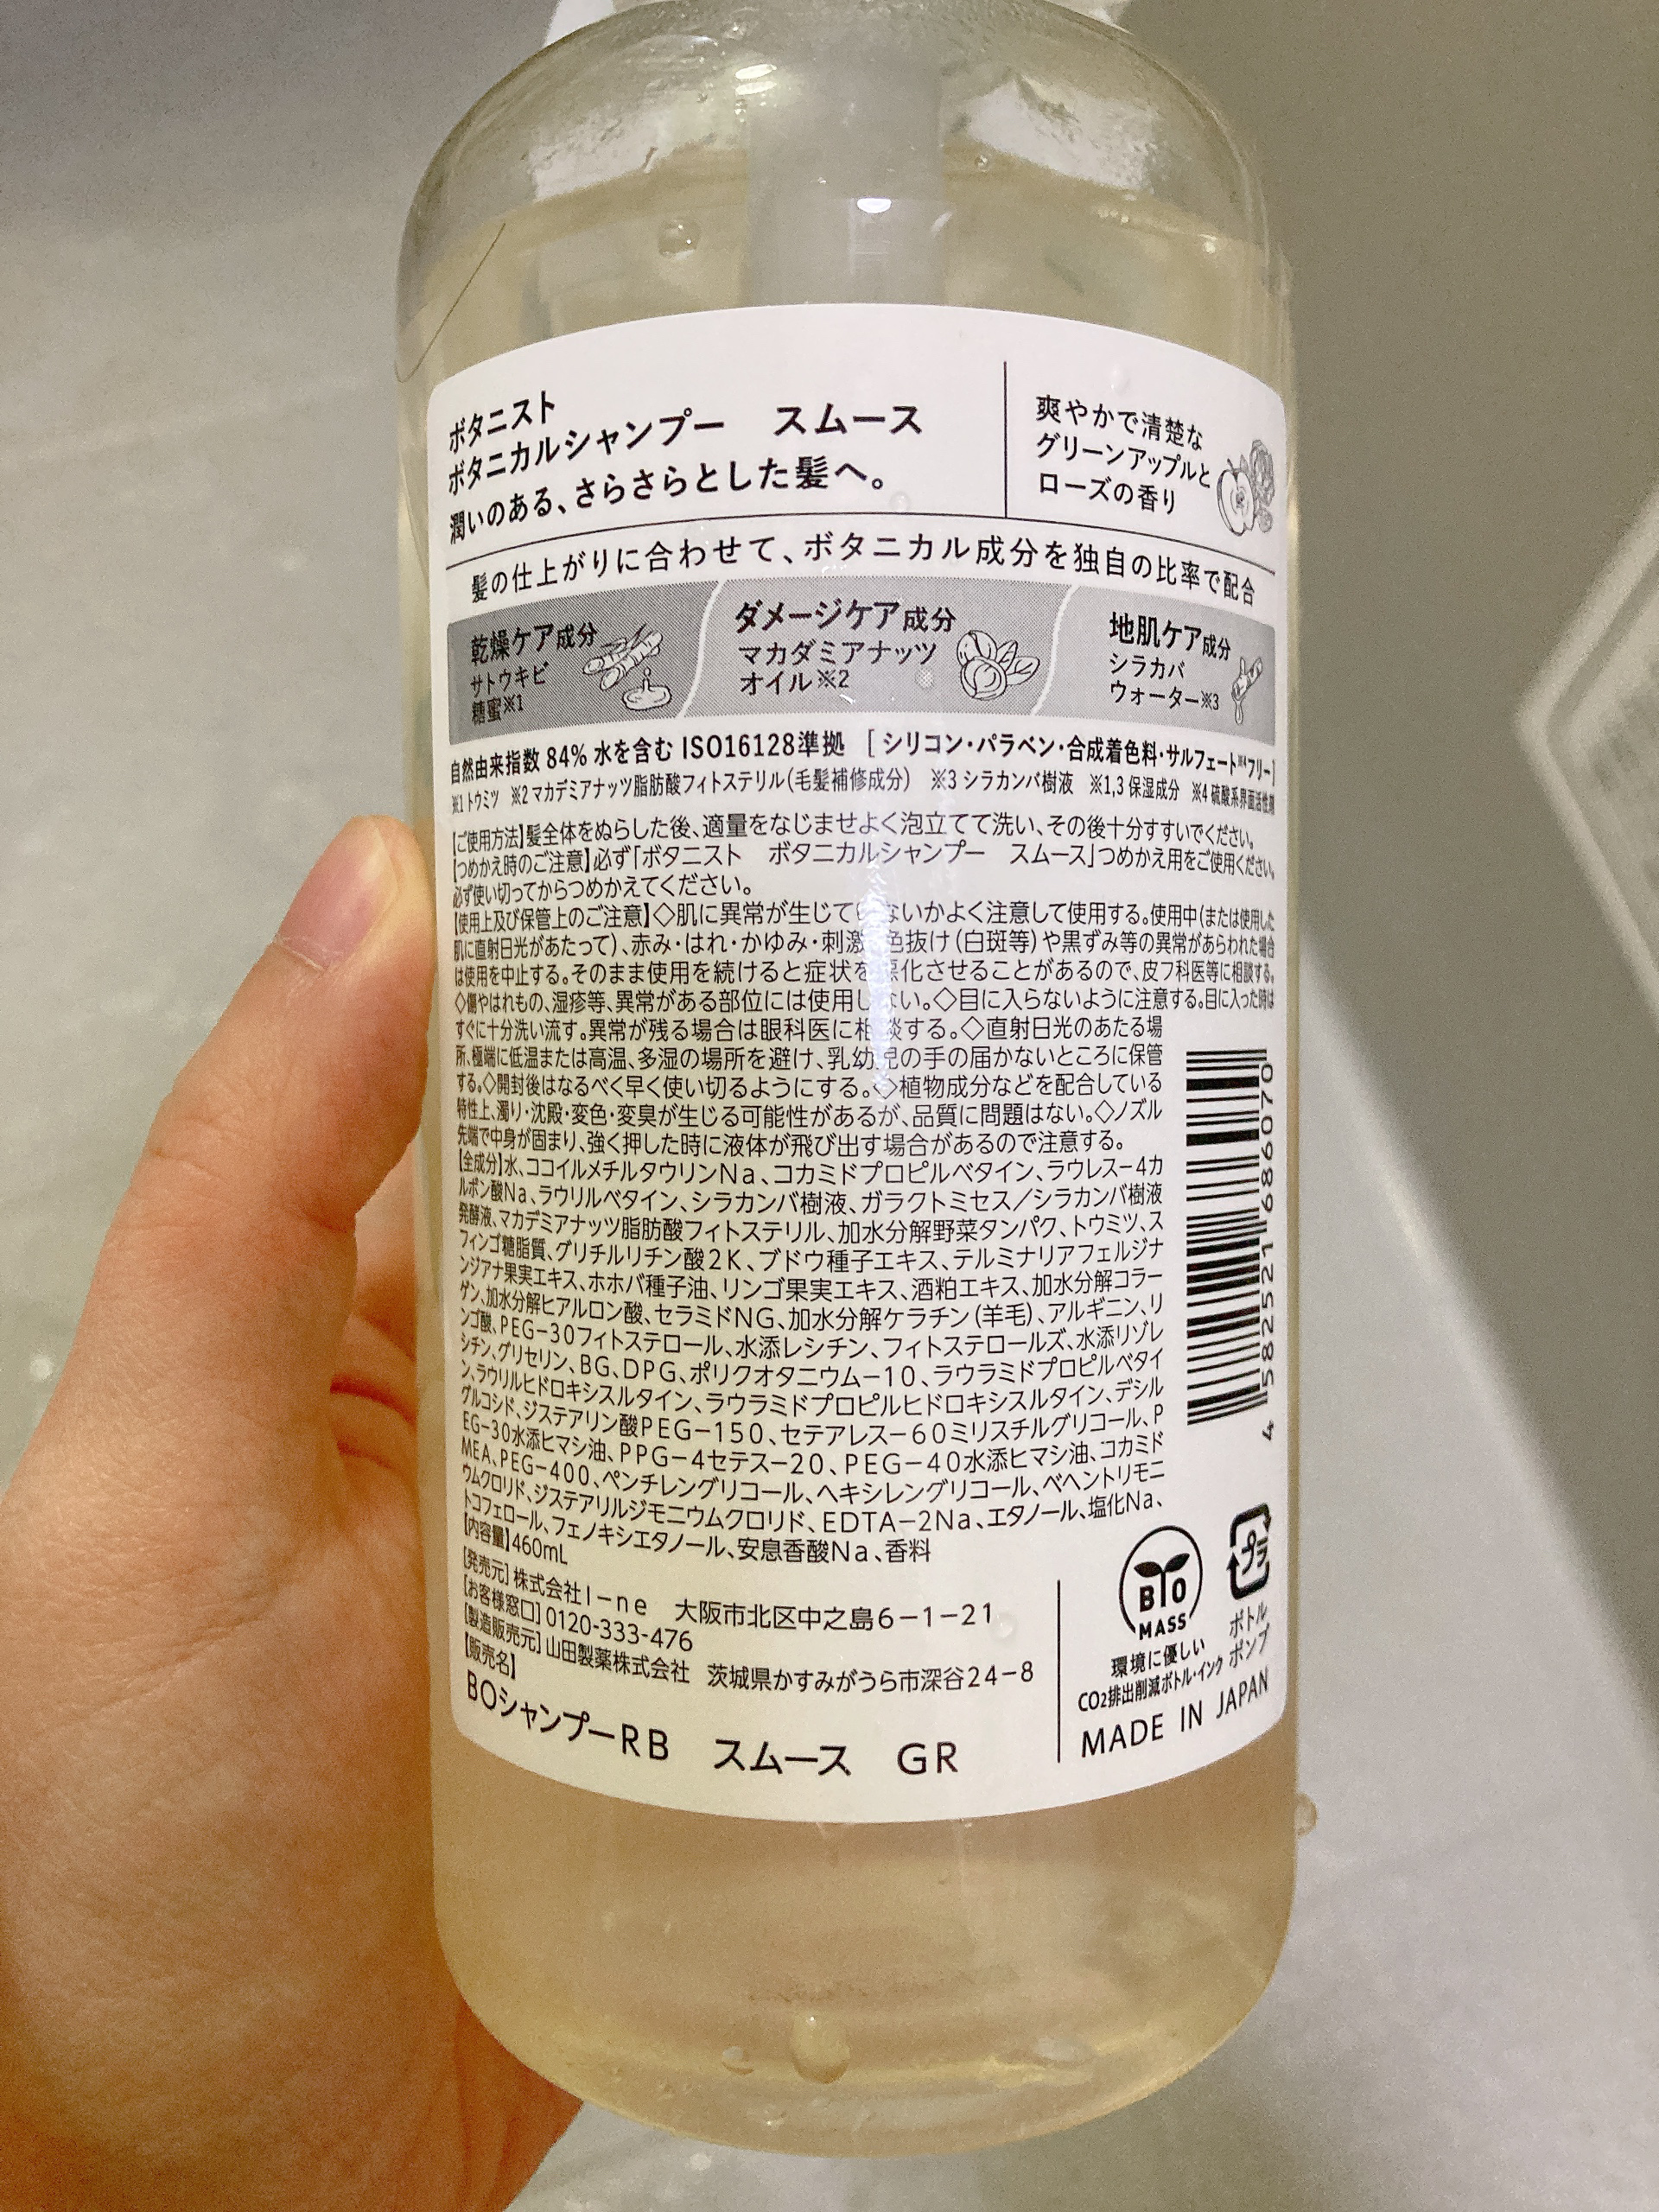 ボタニスト
ボタニカルシャンプー　スムース
潤いのある、さらさらとした髪へ。
爽やかで清楚な
グリーンアップルと
ローズの香り
髪の仕上がりに合わせて、ボタニカル成分を独自の比率で配合
乾燥ケア成分
サトウキビ
糖蜜※1
ダメージケア成分
マカダミアナッツ
オイル※2
地肌ケア成分
シラカバ
ウォーター※3
自然由来指数 84% 水を含む ISO16128準拠 [シリコン・パラベン・合成着色料・サルフェート※4フリー]
※1トウミツ ※2マカデミアナッツ脂肪酸フィトステリル(毛髪補修成分) ※3シラカンバ樹液 ※1,3保湿成分 ※4硫酸系界面活性剤
【ご使用方法】髪全体をぬらした後、適量をなじませよく泡立てて洗い、その後十分すすいでください。
【つめかえ時のご注意】必ず「ボタニスト　ボタニカルシャンプー　スムース」つめかえ用をご使用ください。
必ず使い切ってからつめかえてください。
【使用上及び保管上のご注意】◇肌に異常が生じていないかよく注意して使用する。使用中(または使用した
肌に直射日光があたって)、赤み・はれ・かゆみ・刺激、色抜け(白斑等)や黒ずみ等の異常があらわれた場合
は使用を中止する。そのまま使用を続けると症状を悪化させることがあるので、皮フ科医等に相談する。
◇傷やはれもの、湿疹等、異常がある部位には使用しない。◇目に入らないように注意する。目に入った時は
すぐに十分洗い流す。異常が残る場合は眼科医に相談する。◇直射日光のあたる場
所、極端に低温または高温、多湿の場所を避け、乳幼児の手の届かないところに保管
する。◇開封後はなるべく早く使い切るようにする。◇植物成分などを配合している
特性上、濁り・沈殿・変色・変臭が生じる可能性があるが、品質に問題はない。◇ノズル
先端で中身が固まり、強く押した時に液体が飛び出す場合があるので注意する。
【全成分】水、ココイルメチルタウリンNa、コカミドプロピルベタイン、ラウレス－4カ
ルボン酸Na、ラウリルベタイン、シラカンバ樹液、ガラクトミセス／シラカンバ樹液
発酵液、マカデミアナッツ脂肪酸フィトステリル、加水分解野菜タンパク、トウミツ、ス
フィンゴ糖脂質、グリチルリチン酸2K、ブドウ種子エキス、テルミナリアフェルジナ
ンジアナ果実エキス、ホホバ種子油、リンゴ果実エキス、酒粕エキス、加水分解コラー
ゲン、加水分解ヒアルロン酸、セラミドNG、加水分解ケラチン(羊毛)、アルギニン、リ
ンゴ酸、PEG－30フィトステロール、水添レシチン、フィトステロールズ、水添リゾレ
シチン、グリセリン、BG、DPG、ポリクオタニウム－10、ラウラミドプロピルベタイ
ン、ラウリルヒドロキシスルタイン、ラウラミドプロピルヒドロキシスルタイン、デシル
グルコシド、ジステアリン酸PEG－150、セテアレス－60ミリスチルグリコール、P
EG-30水添ヒマシ油、PPG－4セテス－20、PEG－40水添ヒマシ油、コカミド
MEA、PEG-400、ペンチレングリコール、ヘキシレングリコール、ベヘントリモニ
ウムクロリド、ジステアリルジモニウムクロリド、EDTA－2Na、エタノール、塩化Na、
トコフェロール、フェノキシエタノール、安息香酸Na、香料
【内容量】460mL
[発売元]株式会社I－ne　大阪市北区中之島6－1－21
[お客様窓口]0120-333-476
[製造販売元]山田製薬株式会社　茨城県かすみがうら市深谷24－8
【販売名】
BOシャンプーRB　スムース　GR
4 582521 686070
BIO
MASS
環境に優しい
CO2排出削減ボトル・インク
プラ
ボトル
ポンプ
MADE IN JAPAN